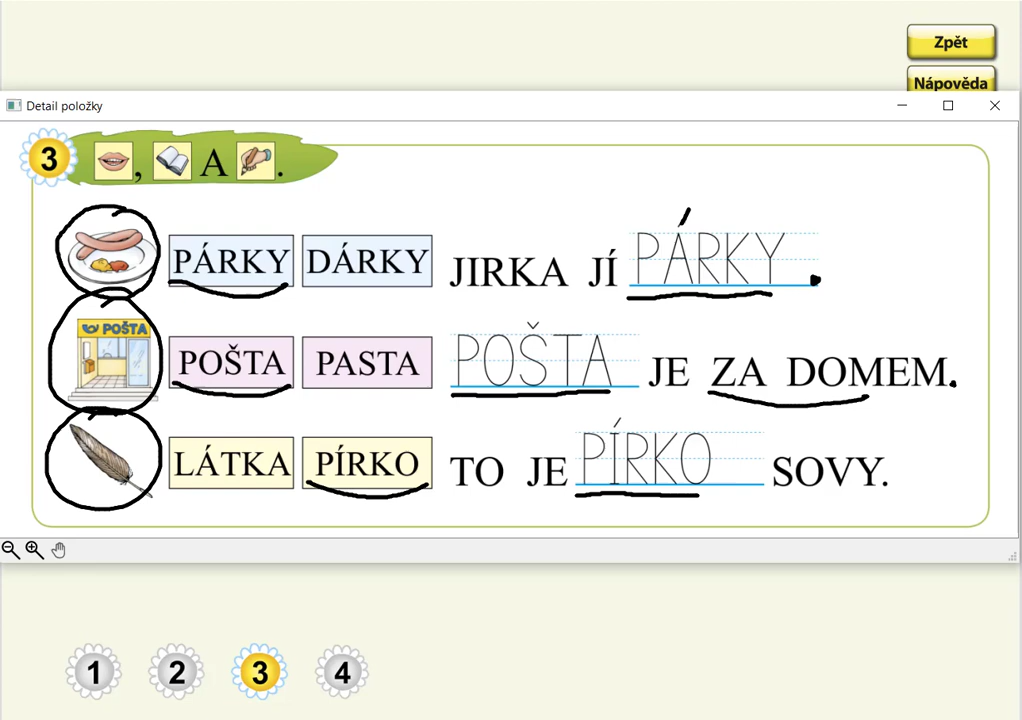 Zpět
Nápověda
Detail položky
3 , A .
PÁRKY DÁRKY JIRKA JÍ PÁRKY .
POŠTA POŠTA PASTA POŠTA JE ZA DOMEM.
LÁTKA PÍRKO TO JE PÍRKO SOVY.
1 2 3 4